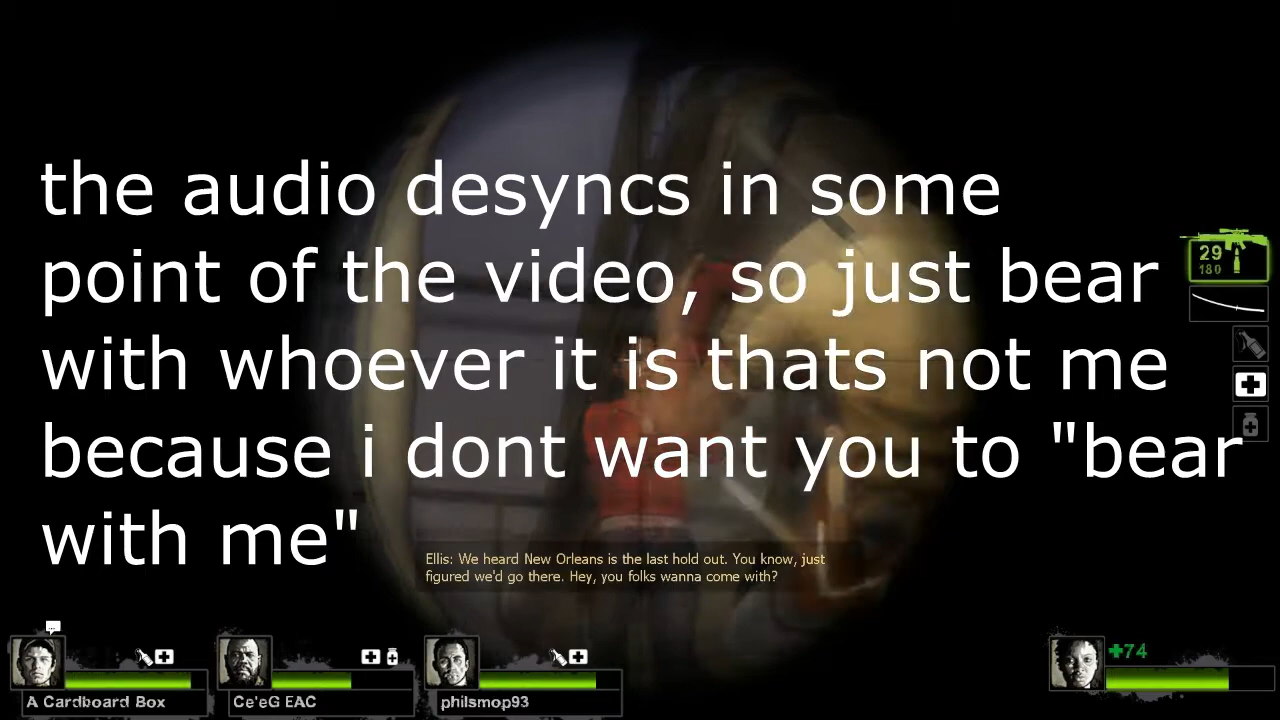 the audio desyncs in some
point of the video, so just bear
with whoever it is thats not me
because i dont want you to "bear
with me"
29
180
Ellis: We heard New Orleans is the last hold out. You know, just
figured we'd go there. Hey, you folks wanna come with?
A Cardboard Box
Ce'eG EAC
philsmop93
+74